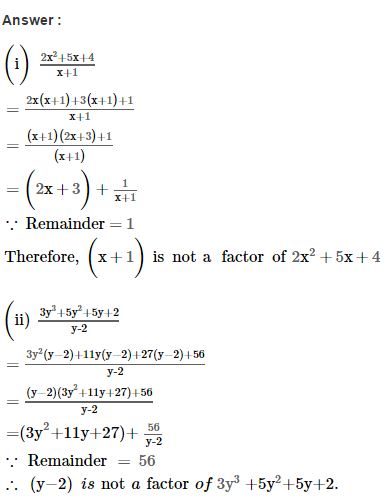 Answer :
(i) (2x²+5x+4)/(x+1)
= (2x(x+1)+3(x+1)+1)/(x+1)
= ((x+1)(2x+3)+1)/((x+1))
= (2x+3) + 1/(x+1)
∵ Remainder = 1
Therefore, (x+1) is not a factor of 2x²+5x+4
(ii) (3y³+5y²+5y+2)/(y-2)
= (3y²(y−2)+11y(y−2)+27(y−2)+56)/(y-2)
= ((y−2)(3y²+11y+27)+56)/(y-2)
=(3y²+11y+27)+ 56/(y-2)
∵ Remainder = 56
∴ (y−2) is not a factor of 3y³ +5y²+5y+2.